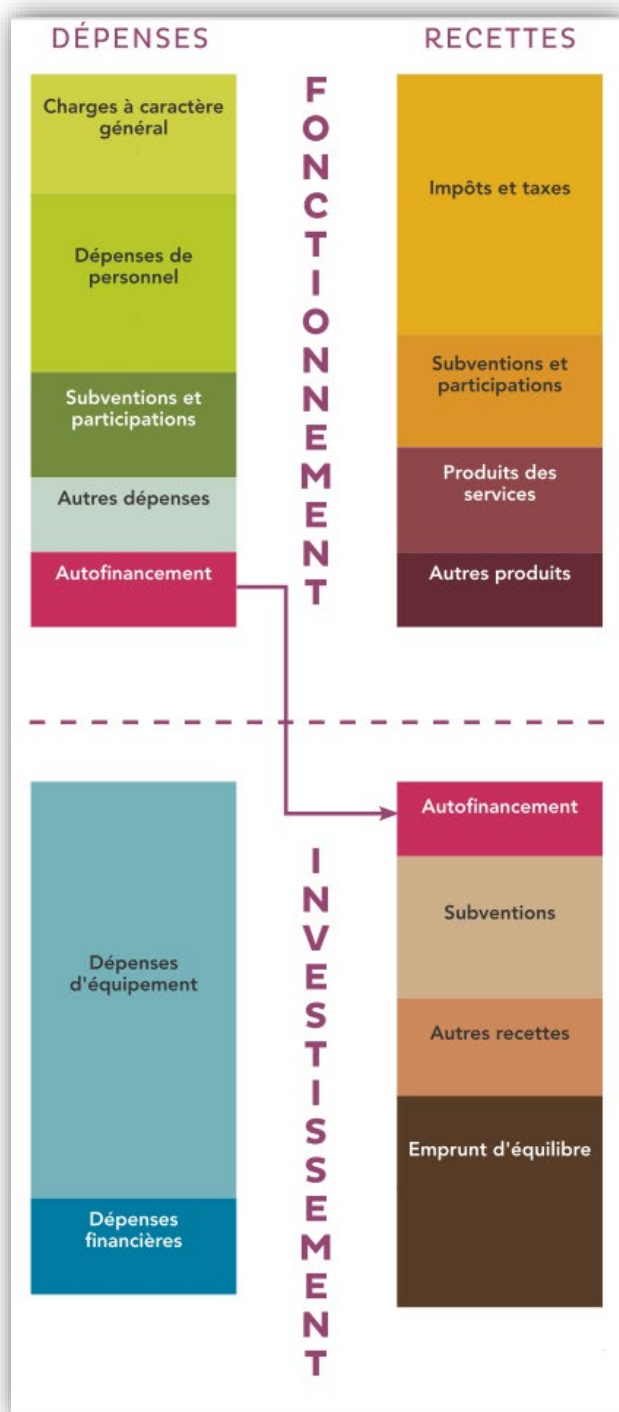 DÉPENSES
RECETTES
FONCTIONNEMENT
Charges à caractère
général
Dépenses de
personnel
Subventions et
participations
Autres dépenses
Autofinancement
Impôts et taxes
Subventions et
participations
Produits des
services
Autres produits
INVESTISSEMENT
Dépenses
d'équipement
Dépenses
financières
Autofinancement
Subventions
Autres recettes
Emprunt d'équilibre